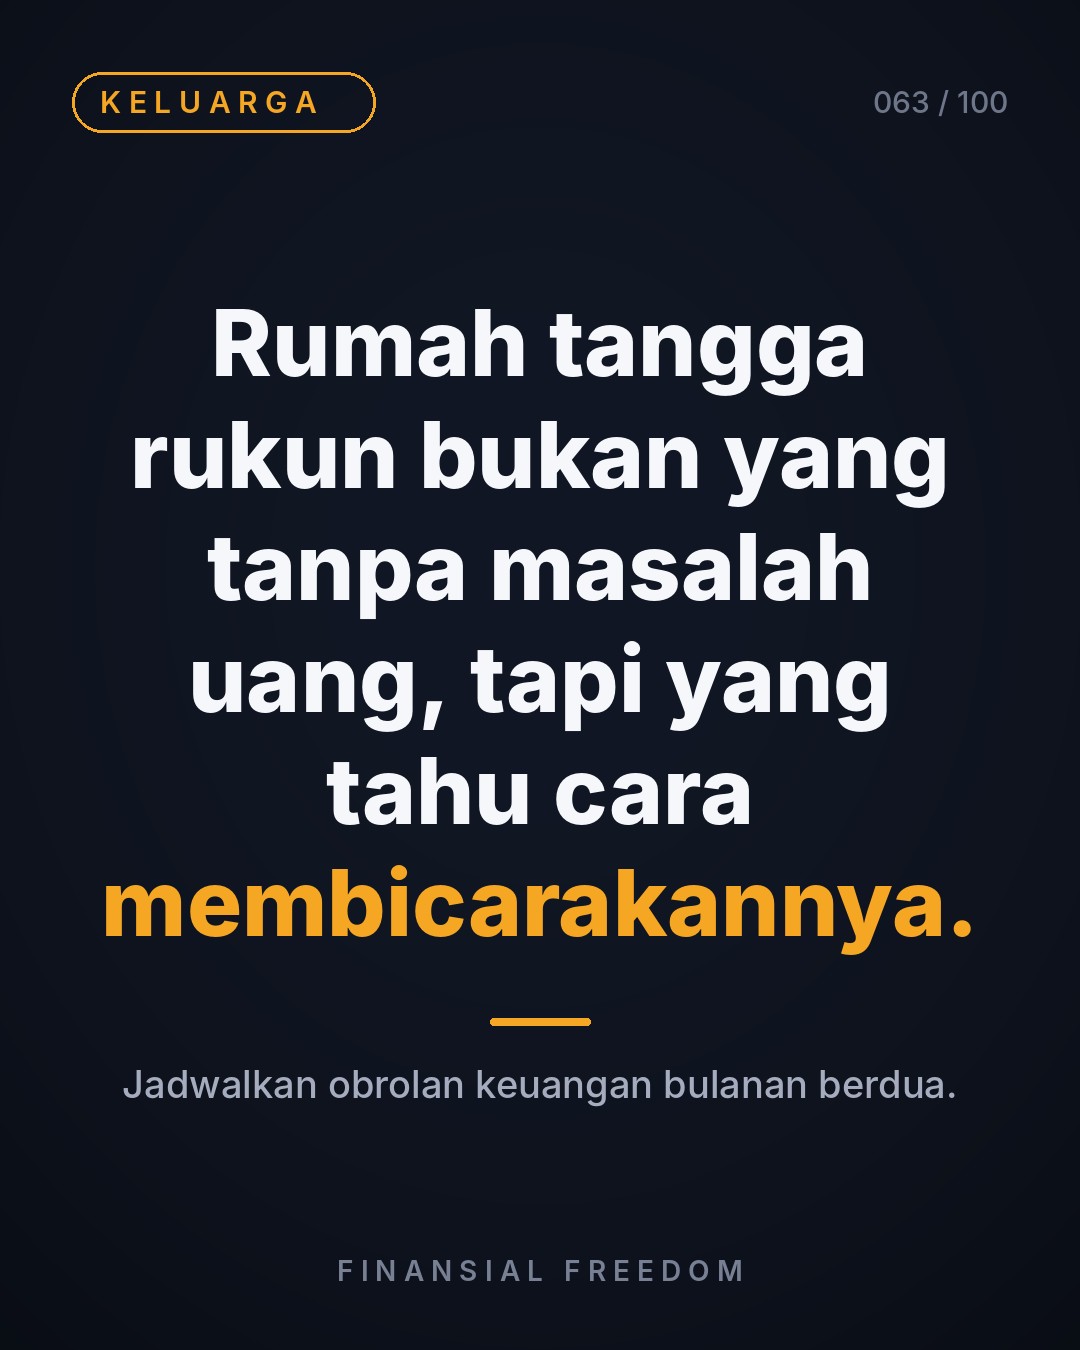 KELUARGA
063 / 100
Rumah tangga
rukun bukan yang
tanpa masalah
uang, tapi yang
tahu cara
membicarakannya.
Jadwalkan obrolan keuangan bulanan berdua.
FINANSIAL FREEDOM